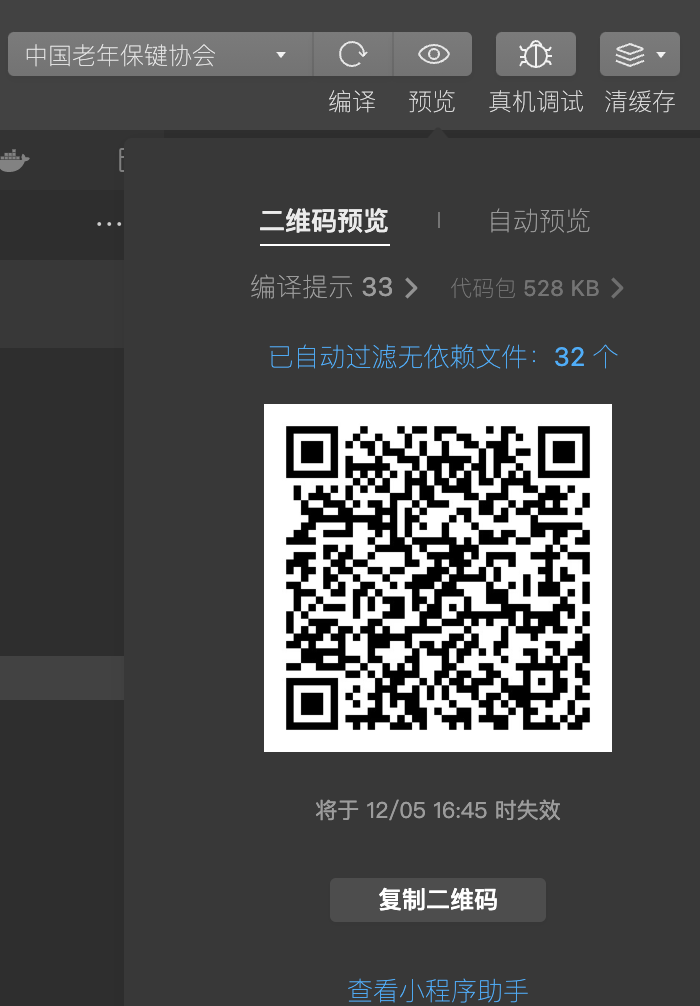 中国老年保键协会
编译 预览 真机调试 清缓存
二维码预览 | 自动预览
编译提示 33 代码包 528 KB
已自动过滤无依赖文件：32 个
将于 12/05 16:45 时失效
复制二维码
查看小程序助手